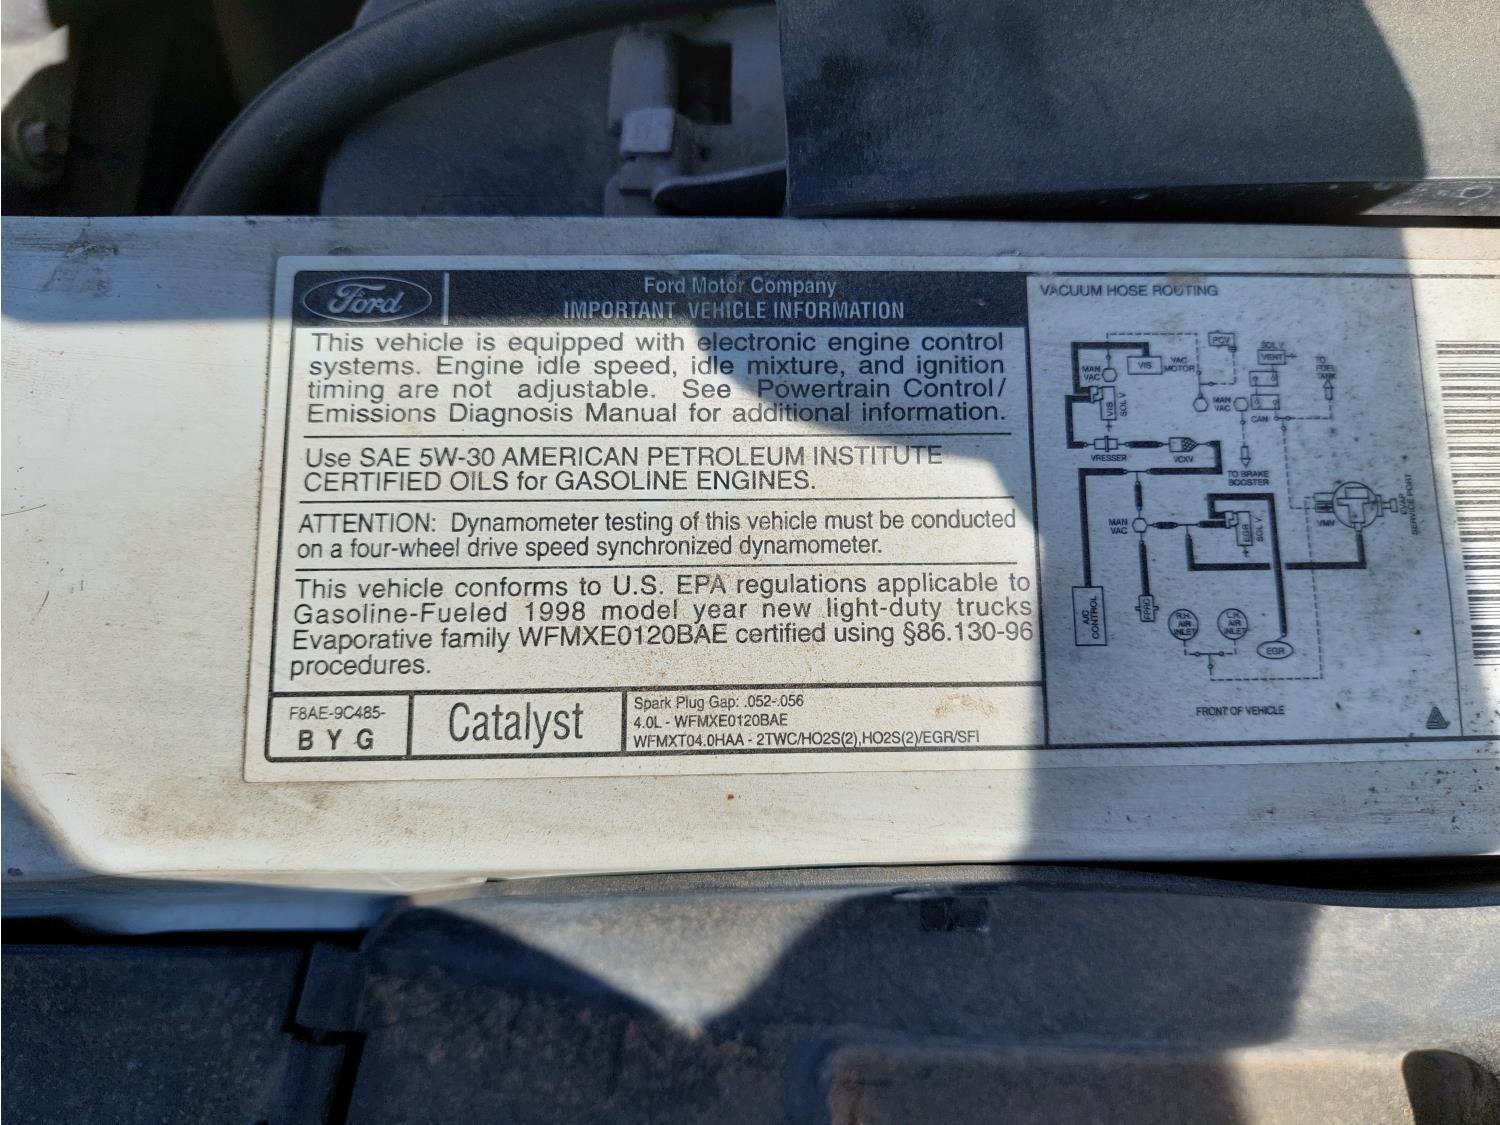 Ford
Ford Motor Company
IMPORTANT VEHICLE INFORMATION
This vehicle is equipped with electronic engine control
systems. Engine idle speed, idle mixture, and ignition
timing are not adjustable. See Powertrain Control/
Emissions Diagnosis Manual for additional information.
Use SAE 5W-30 AMERICAN PETROLEUM INSTITUTE
CERTIFIED OILS for GASOLINE ENGINES.
ATTENTION: Dynamometer testing of this vehicle must be conducted
on a four-wheel drive speed synchronized dynamometer.
This vehicle conforms to U.S. EPA regulations applicable to
Gasoline-Fueled 1998 model year new light-duty trucks
Evaporative family WFMXE0120BAE certified using §86.130-96
procedures.
F8AE-9C485-
B Y G
Catalyst
Spark Plug Gap: .052-.056
4.0L - WFMXE0120BAE
WFMXT04.0HAA - 2TWC/HO2S(2),HO2S(2)/EGR/SFI
VACUUM HOSE ROUTING
PCV
SOL V
VENT
TO
FUEL
TANK
MAN
VAC
VIS
VAC
MOTOR
VIS
SOL V
MAN
VAC
CAN
VRESSER
VCKV
TO BRAKE
BOOSTER
MAN
VAC
EGR
SOL V
VMV
EVAP
SERVICE PORT
A/C
CONTROL
FPRC
R.H.
AIR
INLET
L.H.
AIR
INLET
EGR
FRONT OF VEHICLE